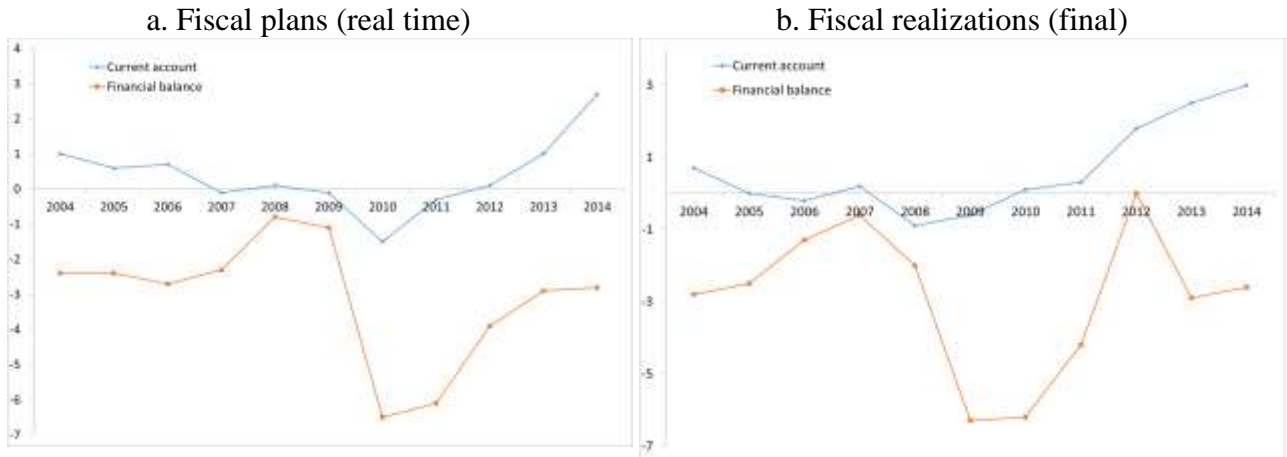 a. Fiscal plans (real time)
4
Current account
Financial balance
3
2
1
0
2004 2005 2006 2007 2008 2009 2010 2011 2012 2013 2014
-1
-2
-3
-4
-5
-6
-7
b. Fiscal realizations (final)
Current account
Financial balance
3
1
2004 2005 2006 2007 2008 2009 2010 2011 2012 2013 2014
-1
-3
-5
-7